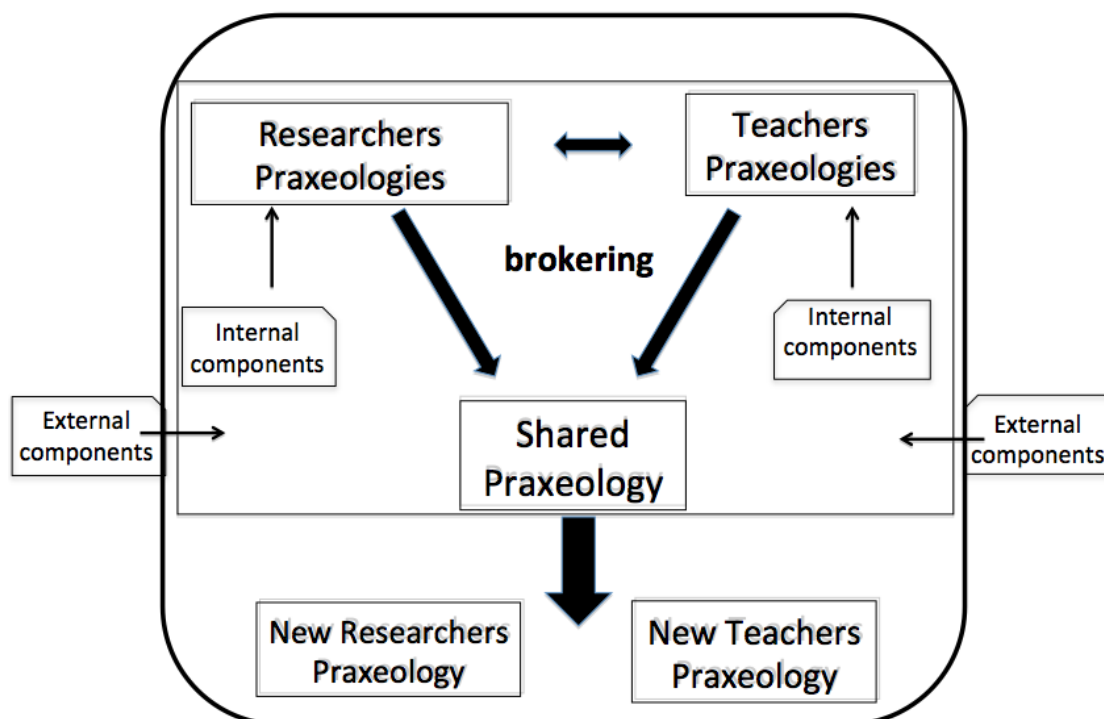 Researchers
Praxeologies
Teachers
Praxeologies
brokering
Internal
components
Internal
components
External
components
External
components
Shared
Praxeology
New Researchers
Praxeology
New Teachers
Praxeology